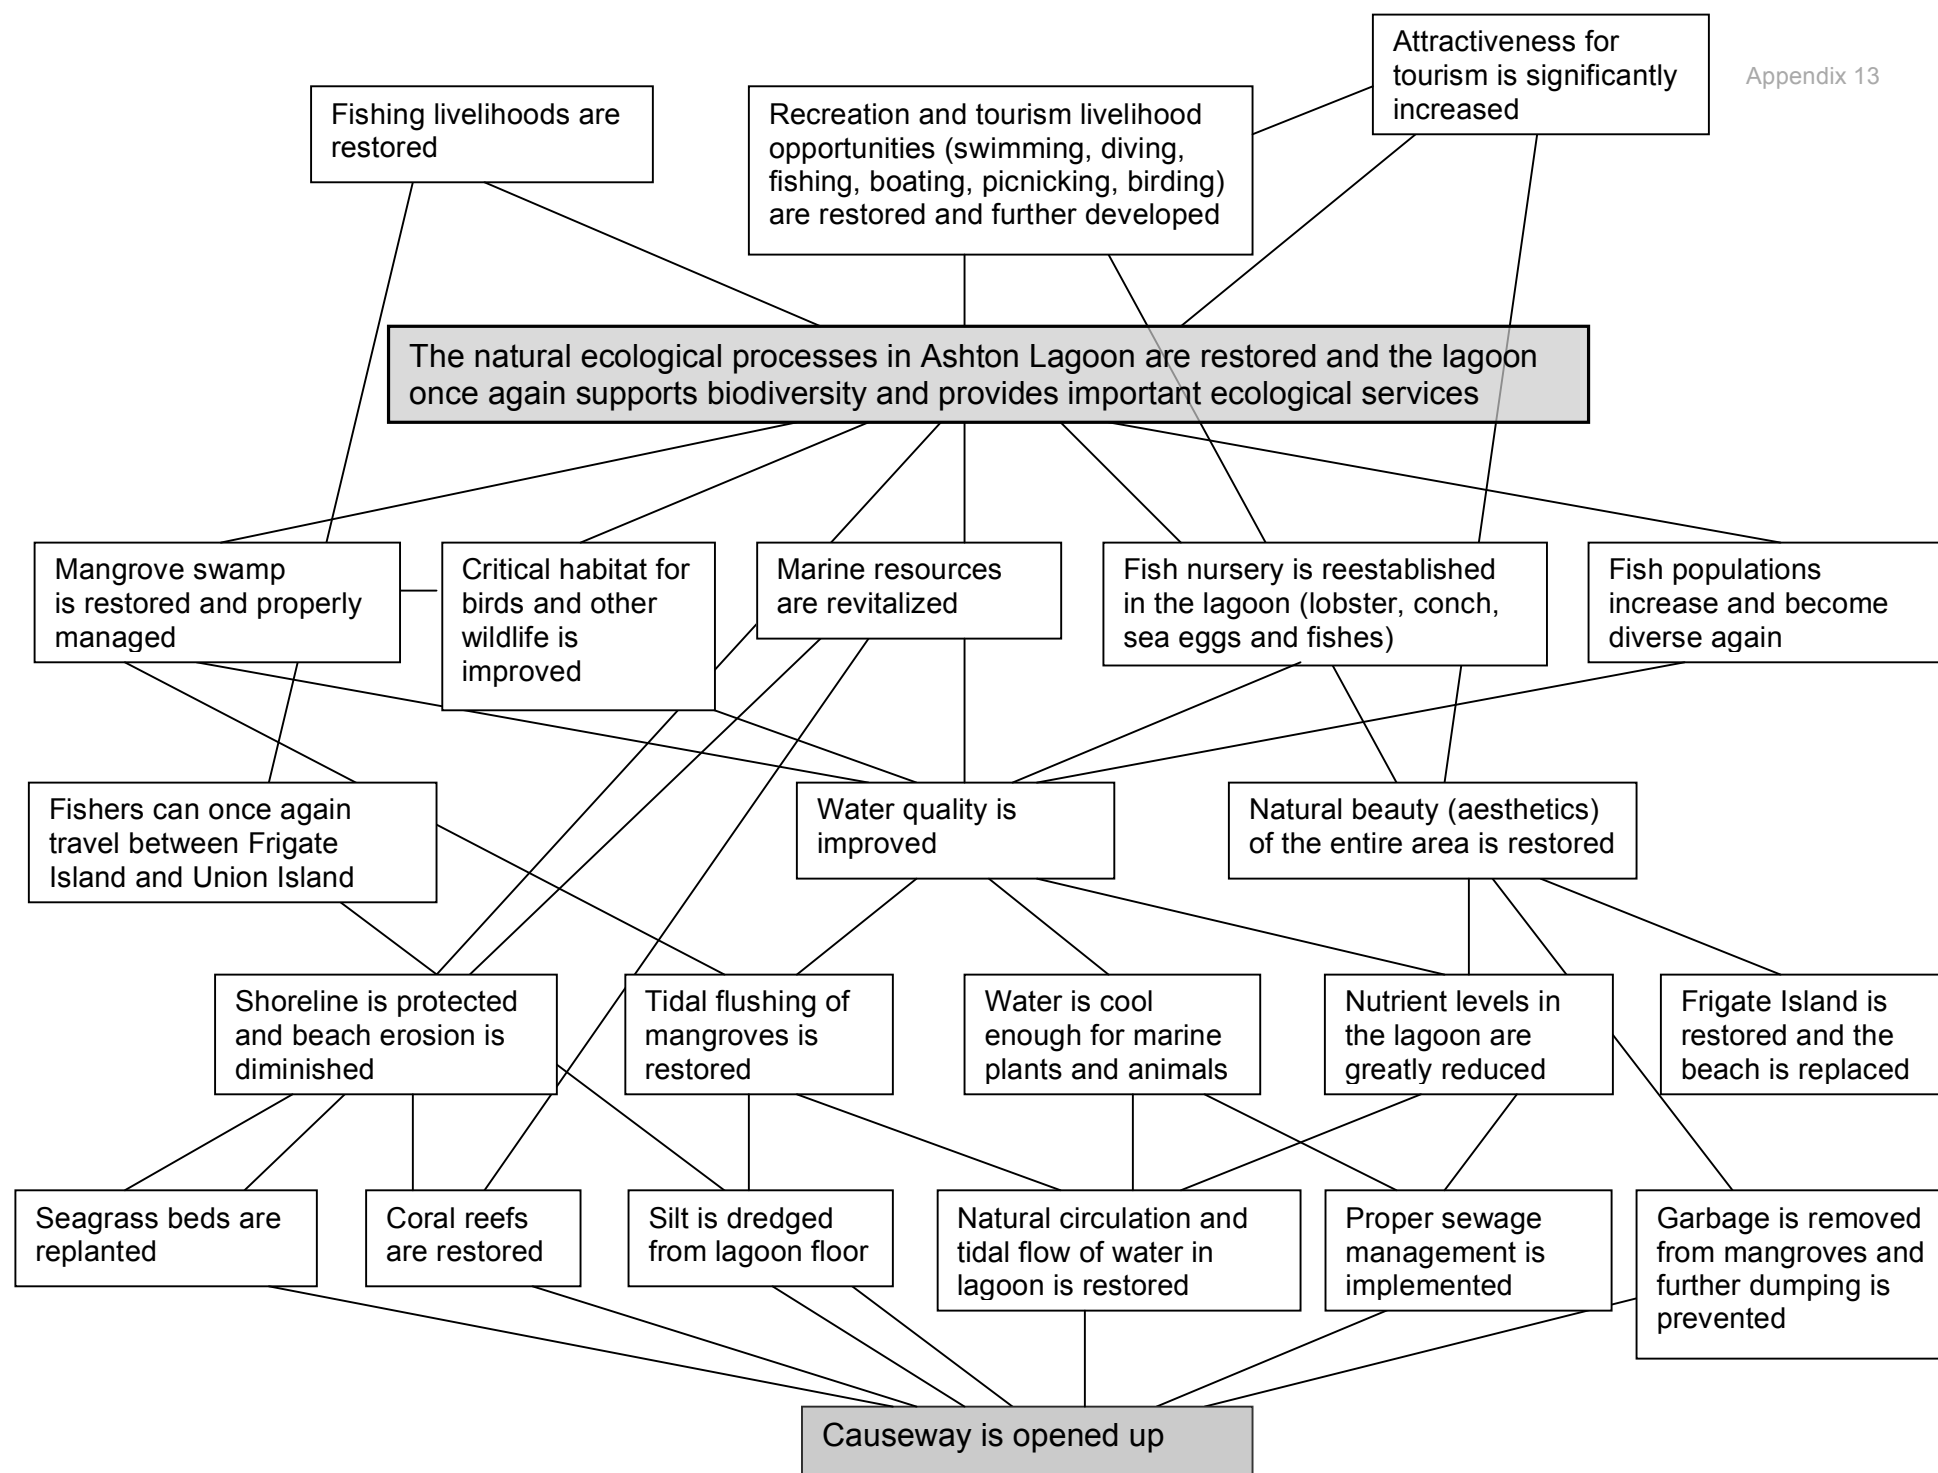 Attractiveness for
tourism is significantly
increased
Appendix 13
Fishing livelihoods are
restored
Recreation and tourism livelihood
opportunities (swimming, diving,
fishing, boating, picnicking, birding)
are restored and further developed
The natural ecological processes in Ashton Lagoon are restored and the lagoon
once again supports biodiversity and provides important ecological services
Mangrove swamp
is restored and properly
managed
Critical habitat for
birds and other
wildlife is
improved
Marine resources
are revitalized
Fish nursery is reestablished
in the lagoon (lobster, conch,
sea eggs and fishes)
Fish populations
increase and become
diverse again
Fishers can once again
travel between Frigate
Island and Union Island
Water quality is
improved
Natural beauty (aesthetics)
of the entire area is restored
Shoreline is protected
and beach erosion is
diminished
Tidal flushing of
mangroves is
restored
Water is cool
enough for marine
plants and animals
Nutrient levels in
the lagoon are
greatly reduced
Frigate Island is
restored and the
beach is replaced
Seagrass beds are
replanted
Coral reefs
are restored
Silt is dredged
from lagoon floor
Natural circulation and
tidal flow of water in
lagoon is restored
Proper sewage
management is
implemented
Garbage is removed
from mangroves and
further dumping is
prevented
Causeway is opened up